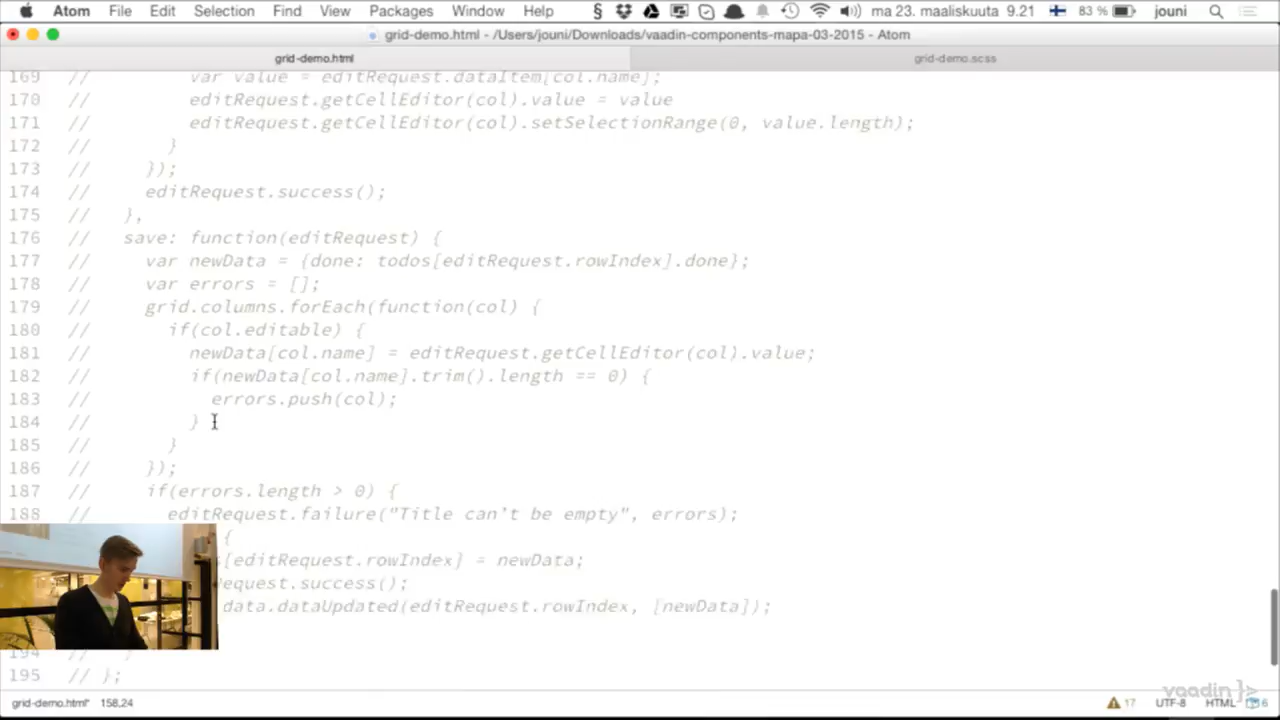 Atom File Edit Selection Find View Packages Window Help § ma 23. maaliskuuta 9.21 83 % jouni
grid-demo.html - /Users/jouni/Downloads/vaadin-components-mapa-03-2015 - Atom
grid-demo.html grid-demo.scss
169 // var value = editRequest.dataItem[col.name];
170 // editRequest.getCellEditor(col).value = value
171 // editRequest.getCellEditor(col).setSelectionRange(0, value.length);
172 // }
173 // });
174 // editRequest.success();
175 // },
176 // save: function(editRequest) {
177 // var newData = {done: todos[editRequest.rowIndex].done};
178 // var errors = [];
179 // grid.columns.forEach(function(col) {
180 // if(col.editable) {
181 // newData[col.name] = editRequest.getCellEditor(col).value;
182 // if(newData[col.name].trim().length == 0) {
183 // errors.push(col);
184 // }
185 // }
186 // });
187 // if(errors.length > 0) {
188 // editRequest.failure("Title can't be empty", errors);
{
[editRequest.rowIndex] = newData;
Request.success();
data.dataUpdated(editRequest.rowIndex, [newData]);
194 // }
195 // };
vaadin }>
grid-demo.html* 158,24 17 UTF-8 HTML 6